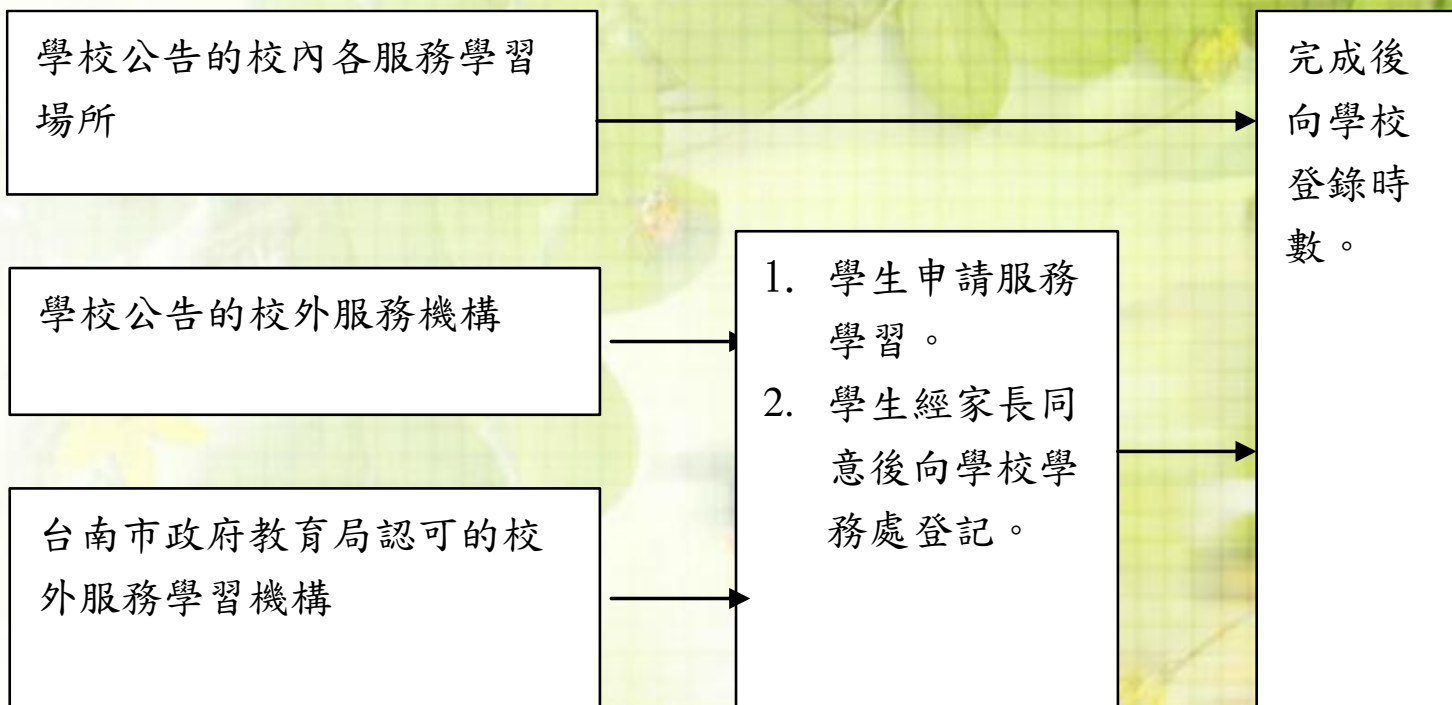 學校公告的校內各服務學習
場所
學校公告的校外服務機構
台南市政府教育局認可的校
外服務學習機構
1. 學生申請服務
學習。
2. 學生經家長同
意後向學校學
務處登記。
完成後
向學校
登錄時
數。